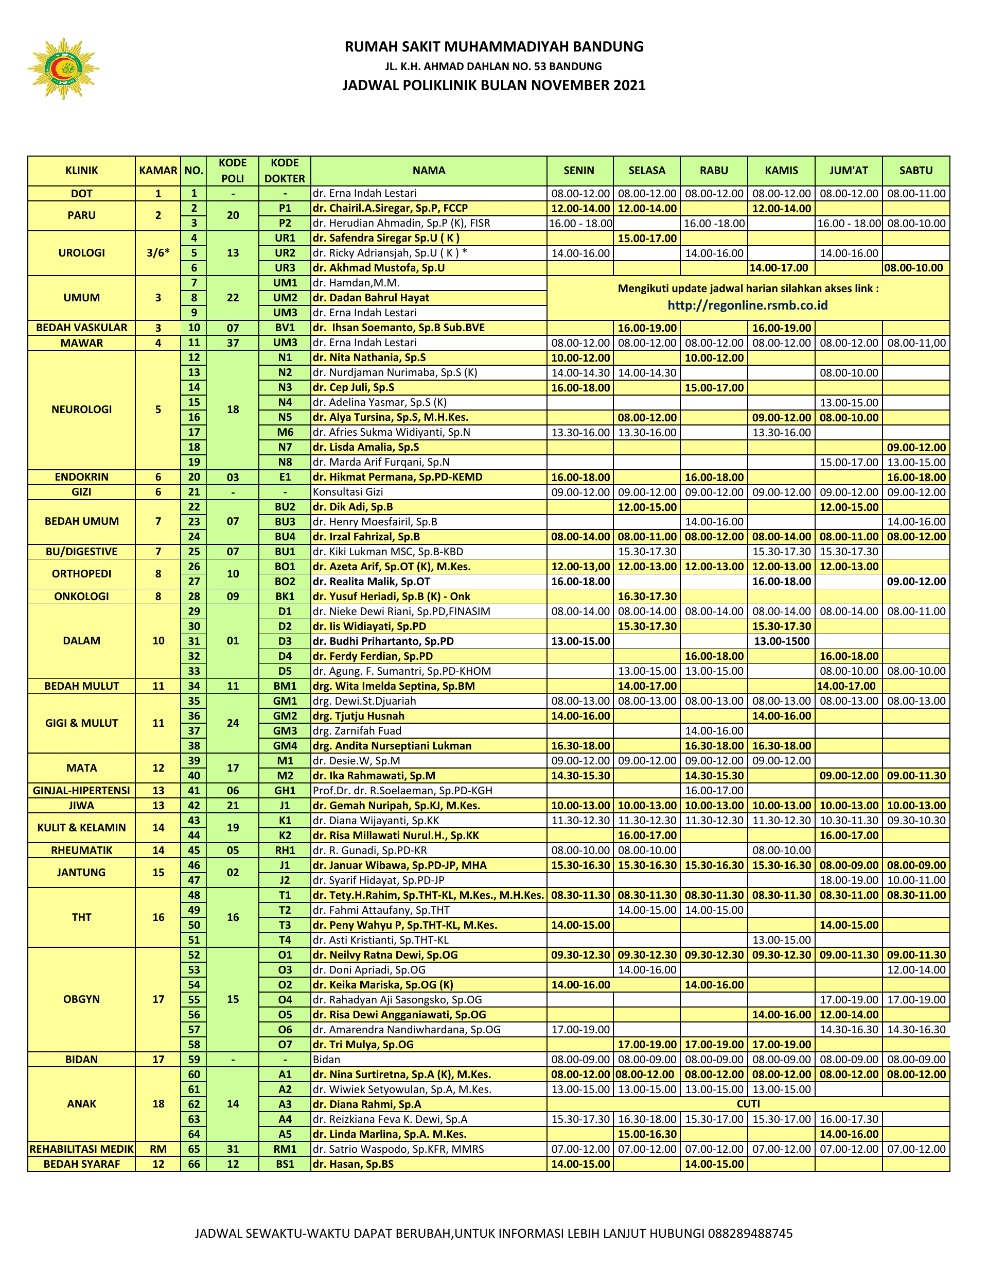 RUMAH SAKIT MUHAMMADIYAH BANDUNG
JL. K.H. AHMAD DAHLAN NO. 53 BANDUNG
JADWAL POLIKLINIK BULAN NOVEMBER 2021
KLINIK KAMAR NO. KODE POLI KODE DOKTER NAMA SENIN SELASA RABU KAMIS JUM'AT SABTU
DOT 1 1 - - dr. Erna Indah Lestari 08.00-12.00 08.00-12.00 08.00-12.00 08.00-12.00 08.00-12.00 08.00-11.00
PARU 2 2 20 P1 dr. Chairil.A.Siregar, Sp.P, FCCP 12.00-14.00 12.00-14.00 12.00-14.00
3 P2 dr. Herudian Ahmadin, Sp.P (K), FISR 16.00 - 18.00 16.00 -18.00 16.00 - 18.00 08.00-10.00
4 UR1 dr. Safendra Siregar Sp.U ( K ) 15.00-17.00
UROLOGI 3/6* 5 13 UR2 dr. Ricky Adriansjah, Sp.U ( K ) * 14.00-16.00 14.00-16.00 14.00-16.00
6 UR3 dr. Akhmad Mustofa, Sp.U 14.00-17.00 08.00-10.00
7 UM1 dr. Hamdan,M.M.
UMUM 3 8 22 UM2 dr. Dadan Bahrul Hayat
9 UM3 dr. Erna Indah Lestari
Mengikuti update jadwal harian silahkan akses link :
http://regonline.rsmb.co.id
BEDAH VASKULAR 3 10 07 BV1 dr. Ihsan Soemanto, Sp.B Sub.BVE 16.00-19.00 16.00-19.00
MAWAR 4 11 37 UM3 dr. Erna Indah Lestari 08.00-12.00 08.00-12.00 08.00-12.00 08.00-12.00 08.00-12.00 08.00-11,00
12 N1 dr. Nita Nathania, Sp.S 10.00-12.00 10.00-12.00
13 N2 dr. Nurdjaman Nurimaba, Sp.S (K) 14.00-14.30 14.00-14.30 08.00-10.00
14 N3 dr. Cep Juli, Sp.S 16.00-18.00 15.00-17.00
15 N4 dr. Adelina Yasmar, Sp.S (K) 13.00-15.00
NEUROLOGI 5 16 18 N5 dr. Alya Tursina, Sp.S, M.H.Kes. 08.00-12.00 09.00-12.00 08.00-10.00
17 M6 dr. Afries Sukma Widiyanti, Sp.N 13.30-16.00 13.30-16.00 13.30-16.00
18 N7 dr. Lisda Amalia, Sp.S 09.00-12.00
19 N8 dr. Marda Arif Furqani, Sp.N 15.00-17.00 13.00-15.00
ENDOKRIN 6 20 03 E1 dr. Hikmat Permana, Sp.PD-KEMD 16.00-18.00 16.00-18.00 16.00-18.00
GIZI 6 21 - - Konsultasi Gizi 09.00-12.00 09.00-12.00 09.00-12.00 09.00-12.00 09.00-12.00 09.00-12.00
22 BU2 dr. Dik Adi, Sp.B 12.00-15.00 12.00-15.00
BEDAH UMUM 7 23 07 BU3 dr. Henry Moesfairil, Sp.B 14.00-16.00 14.00-16.00
24 BU4 dr. Irzal Fahrizal, Sp.B 08.00-14.00 08.00-11.00 08.00-12.00 08.00-14.00 08.00-11.00 08.00-12.00
BU/DIGESTIVE 7 25 07 BU1 dr. Kiki Lukman MSC, Sp.B-KBD 15.30-17.30 15.30-17.30 15.30-17.30
ORTHOPEDI 8 26 10 BO1 dr. Azeta Arif, Sp.OT (K), M.Kes. 12.00-13,00 12.00-13.00 12.00-13.00 12.00-13.00 12.00-13.00
27 BO2 dr. Realita Malik, Sp.OT 16.00-18.00 16.00-18.00 09.00-12.00
ONKOLOGI 8 28 09 BK1 dr. Yusuf Heriadi, Sp.B (K) - Onk 16.30-17.30
29 D1 dr. Nieke Dewi Riani, Sp.PD,FINASIM 08.00-14.00 08.00-14.00 08.00-14.00 08.00-14.00 08.00-14.00 08.00-11.00
30 D2 dr. Iis Widiayati, Sp.PD 15.30-17.30 15.30-17.30
DALAM 10 31 01 D3 dr. Budhi Prihartanto, Sp.PD 13.00-15.00 13.00-1500
32 D4 dr. Ferdy Ferdian, Sp.PD 16.00-18.00 16.00-18.00
33 D5 dr. Agung. F. Sumantri, Sp.PD-KHOM 13.00-15.00 13.00-15.00 08.00-10.00 08.00-10.00
BEDAH MULUT 11 34 11 BM1 drg. Wita Imelda Septina, Sp.BM 14.00-17.00 14.00-17.00
35 GM1 drg. Dewi.St.Djuariah 08.00-13.00 08.00-13.00 08.00-13.00 08.00-13.00 08.00-13.00 08.00-13.00
GIGI & MULUT 11 36 24 GM2 drg. Tjutju Husnah 14.00-16.00 14.00-16.00
37 GM3 drg. Zarnifah Fuad 14.00-16.00
38 GM4 drg. Andita Nurseptiani Lukman 16.30-18.00 16.30-18.00 16.30-18.00
MATA 12 39 17 M1 dr. Desie.W, Sp.M 09.00-12.00 09.00-12.00 09.00-12.00 09.00-12.00
40 M2 dr. Ika Rahmawati, Sp.M 14.30-15.30 14.30-15.30 09.00-12.00 09.00-11.30
GINJAL-HIPERTENSI 13 41 06 GH1 Prof.Dr. dr. R.Soelaeman, Sp.PD-KGH 16.00-17.00
JIWA 13 42 21 J1 dr. Gemah Nuripah, Sp.KJ, M.Kes. 10.00-13.00 10.00-13.00 10.00-13.00 10.00-13.00 10.00-13.00 10.00-13.00
KULIT & KELAMIN 14 43 19 K1 dr. Diana Wijayanti, Sp.KK 11.30-12.30 11.30-12.30 11.30-12.30 11.30-12.30 10.30-11.30 09.30-10.30
44 K2 dr. Risa Millawati Nurul.H., Sp.KK 16.00-17.00 16.00-17.00
RHEUMATIK 14 45 05 RH1 dr. R. Gunadi, Sp.PD-KR 08.00-10.00 08.00-10.00 08.00-10.00
JANTUNG 15 46 02 J1 dr. Januar Wibawa, Sp.PD-JP, MHA 15.30-16.30 15.30-16.30 15.30-16.30 15.30-16.30 08.00-09.00 08.00-09.00
47 J2 dr. Syarif Hidayat, Sp.PD-JP 18.00-19.00 10.00-11.00
48 T1 dr. Tety.H.Rahim, Sp.THT-KL, M.Kes., M.H.Kes. 08.30-11.30 08.30-11.30 08.30-11.30 08.30-11.30 08.30-11.00 08.30-11.00
THT 16 49 16 T2 dr. Fahmi Attaufany, Sp.THT 14.00-15.00 14.00-15.00
50 T3 dr. Peny Wahyu P, Sp.THT-KL, M.Kes. 14.00-15.00 14.00-15.00
51 T4 dr. Asti Kristianti, Sp.THT-KL 13.00-15.00
52 O1 dr. Neilvy Ratna Dewi, Sp.OG 09.30-12.30 09.30-12.30 09.30-12.30 09.30-12.30 09.00-11.30 09.00-11.30
53 O3 dr. Doni Apriadi, Sp.OG 14.00-16.00 12.00-14.00
54 O2 dr. Keika Mariska, Sp.OG (K) 14.00-16.00 14.00-16.00
OBGYN 17 55 15 O4 dr. Rahadyan Aji Sasongsko, Sp.OG 17.00-19.00 17.00-19.00
56 O5 dr. Risa Dewi Angganiawati, Sp.OG 14.00-16.00 12.00-14.00
57 O6 dr. Amarendra Nandiwhardana, Sp.OG 17.00-19.00 14.30-16.30 14.30-16.30
58 O7 dr. Tri Mulya, Sp.OG 17.00-19.00 17.00-19.00 17.00-19.00
BIDAN 17 59 - - Bidan 08.00-09.00 08.00-09.00 08.00-09.00 08.00-09.00 08.00-09.00 08.00-09.00
60 A1 dr. Nina Surtiretna, Sp.A (K), M.Kes. 08.00-12.00 08.00-12.00 08.00-12.00 08.00-12.00 08.00-12.00 08.00-12.00
61 A2 dr. Wiwiek Setyowulan, Sp.A, M.Kes. 13.00-15.00 13.00-15.00 13.00-15.00 13.00-15.00
ANAK 18 62 14 A3 dr. Diana Rahmi, Sp.A CUTI
63 A4 dr. Reizkiana Feva K. Dewi, Sp.A 15.30-17.30 16.30-18.00 15.30-17.00 15.30-17.00 16.00-17.30
64 A5 dr. Linda Marlina, Sp.A. M.Kes. 15.00-16.30 14.00-16.00
REHABILITASI MEDIK RM 65 31 RM1 dr. Satrio Waspodo, Sp.KFR, MMRS 07.00-12.00 07.00-12.00 07.00-12.00 07.00-12.00 07.00-12.00 07.00-12.00
BEDAH SYARAF 12 66 12 BS1 dr. Hasan, Sp.BS 14.00-15.00 14.00-15.00
JADWAL SEWAKTU-WAKTU DAPAT BERUBAH,UNTUK INFORMASI LEBIH LANJUT HUBUNGI 088289488745